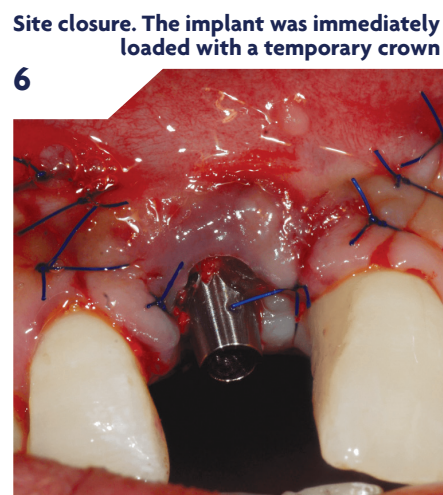 Site closure. The implant was immediately
loaded with a temporary crown
6